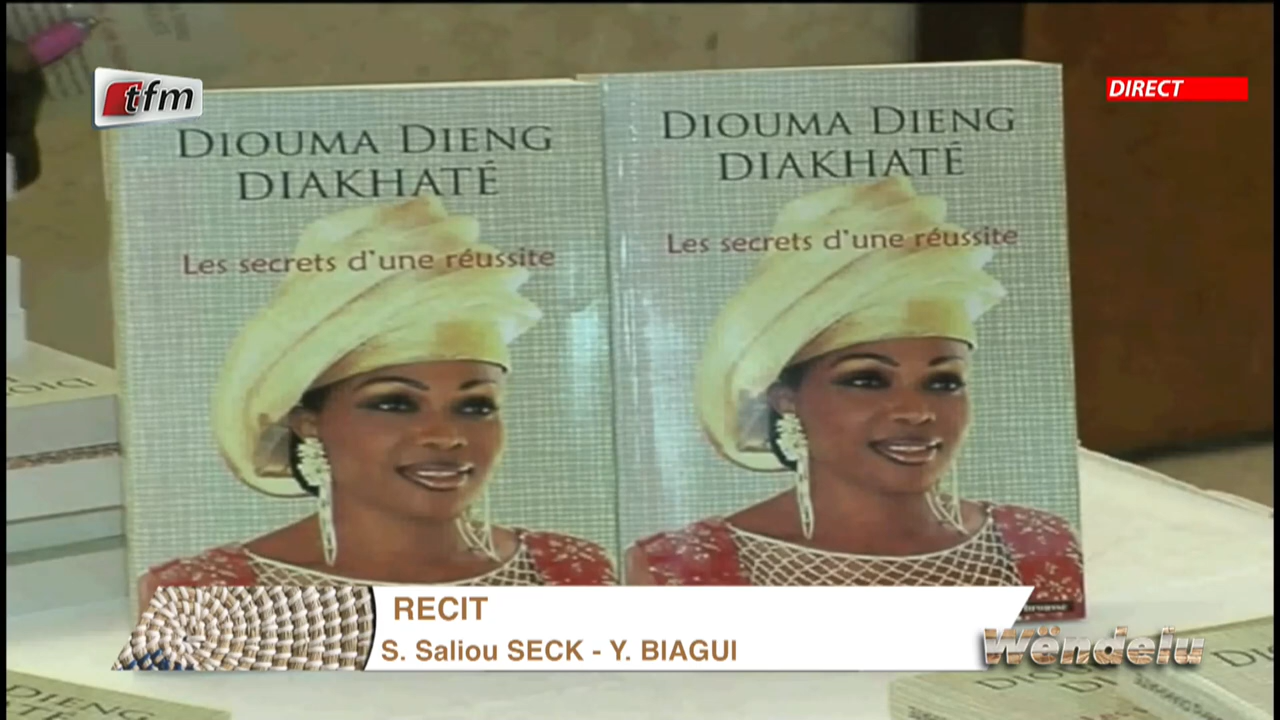 tfm
DIRECT
DIOUMA DIENG
DIAKHATÉ
Les secrets d'une réussite
DIOUMA DIENG
DIAKHATÉ
Les secrets d'une réussite
RECIT
S. Saliou SECK - Y. BIAGUI
Wëndelu
DIENG